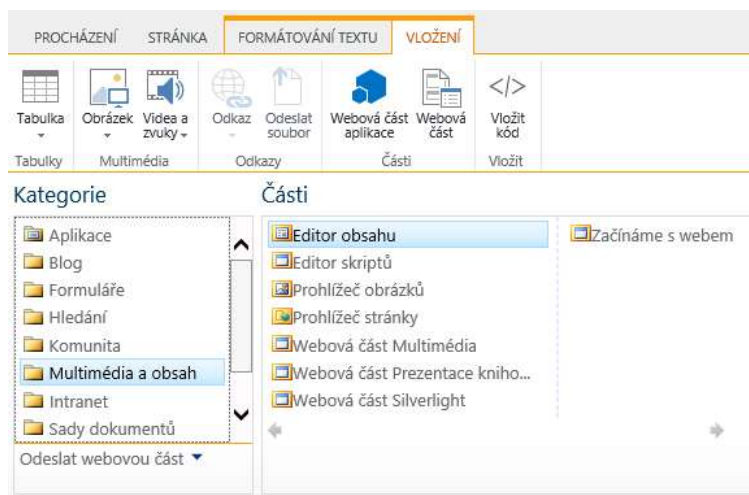 PROCHÁZENÍ STRÁNKA FORMÁTOVÁNÍ TEXTU VLOŽENÍ
Tabulka Obrázek Videa a zvuky Odkaz Odeslat soubor Webová část aplikace Webová část </> Vložit kód
Tabulky Multimédia Odkazy Části Vložit
Kategorie
Aplikace
Blog
Formuláře
Hledání
Komunita
Multimédia a obsah
Intranet
Sady dokumentů
Odeslat webovou část
Části
Editor obsahu
Editor skriptů
Prohlížeč obrázků
Prohlížeč stránky
Webová část Multimédia
Webová část Prezentace kniho...
Webová část Silverlight
Začínáme s webem